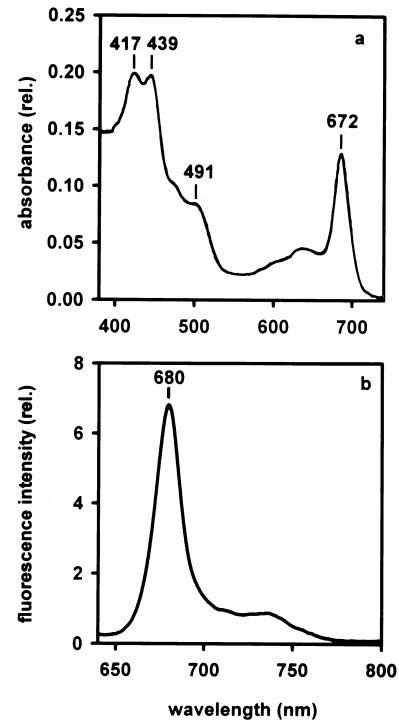 0.25
417 439
a
0.20
672
0.15
491
0.10
0.05
0.00
absorbance (rel.)
400 500 600 700
8
680
b
6
4
2
0
fluorescence intensity (rel.)
650 700 750 800
wavelength (nm)